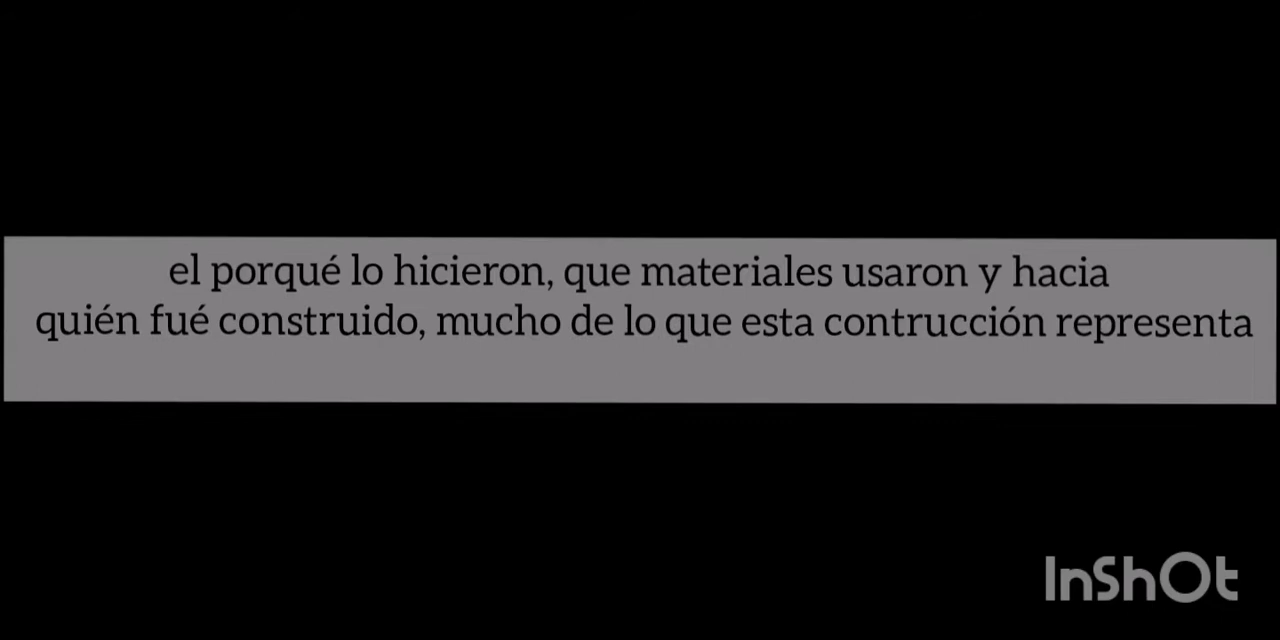 el porqué lo hicieron, que materiales usaron y hacia
quién fué construido, mucho de lo que esta contrucción representa
InShOt